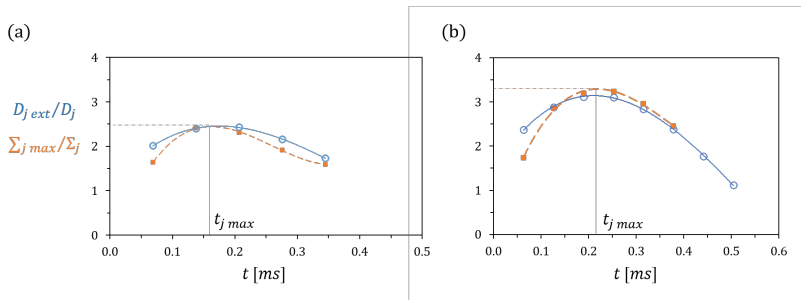 (a)
(b)
D_j ext/D_j
∑_j max/Σ_j
4
3
2
1
0
t_j max
0.0 0.1 0.2 0.3 0.4 0.5
t [ms]
4
3
2
1
0
t_j max
0.0 0.1 0.2 0.3 0.4 0.5 0.6
t [ms]